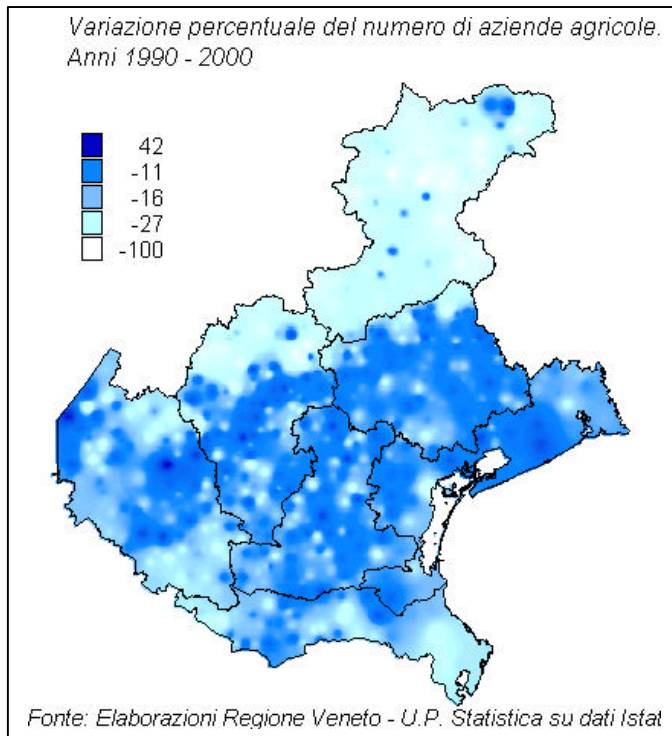 Variazione percentuale del numero di aziende agricole.
Anni 1990 - 2000
42
-11
-16
-27
-100
Fonte: Elaborazioni Regione Veneto - U.P. Statistica su dati Istat